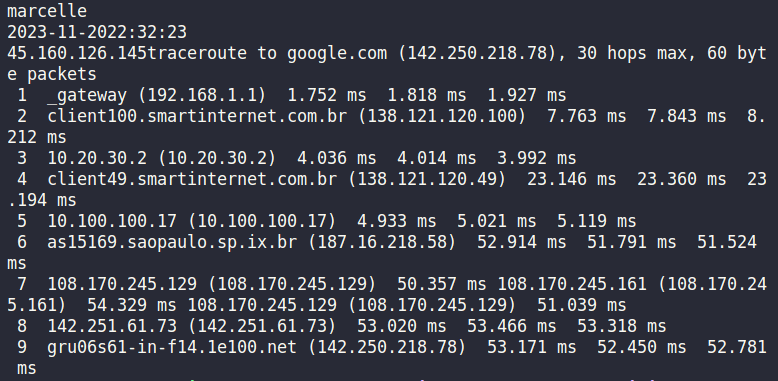 marcelle
2023-11-2022:32:23
45.160.126.145traceroute to google.com (142.250.218.78), 30 hops max, 60 byt
e packets
 1  _gateway (192.168.1.1)  1.752 ms  1.818 ms  1.927 ms
 2  client100.smartinternet.com.br (138.121.120.100)  7.763 ms  7.843 ms  8.
212 ms
 3  10.20.30.2 (10.20.30.2)  4.036 ms  4.014 ms  3.992 ms
 4  client49.smartinternet.com.br (138.121.120.49)  23.146 ms  23.360 ms  23
.194 ms
 5  10.100.100.17 (10.100.100.17)  4.933 ms  5.021 ms  5.119 ms
 6  as15169.saopaulo.sp.ix.br (187.16.218.58)  52.914 ms  51.791 ms  51.524
ms
 7  108.170.245.129 (108.170.245.129)  50.357 ms 108.170.245.161 (108.170.24
5.161)  54.329 ms 108.170.245.129 (108.170.245.129)  51.039 ms
 8  142.251.61.73 (142.251.61.73)  53.020 ms  53.466 ms  53.318 ms
 9  gru06s61-in-f14.1e100.net (142.250.218.78)  53.171 ms  52.450 ms  52.781
 ms